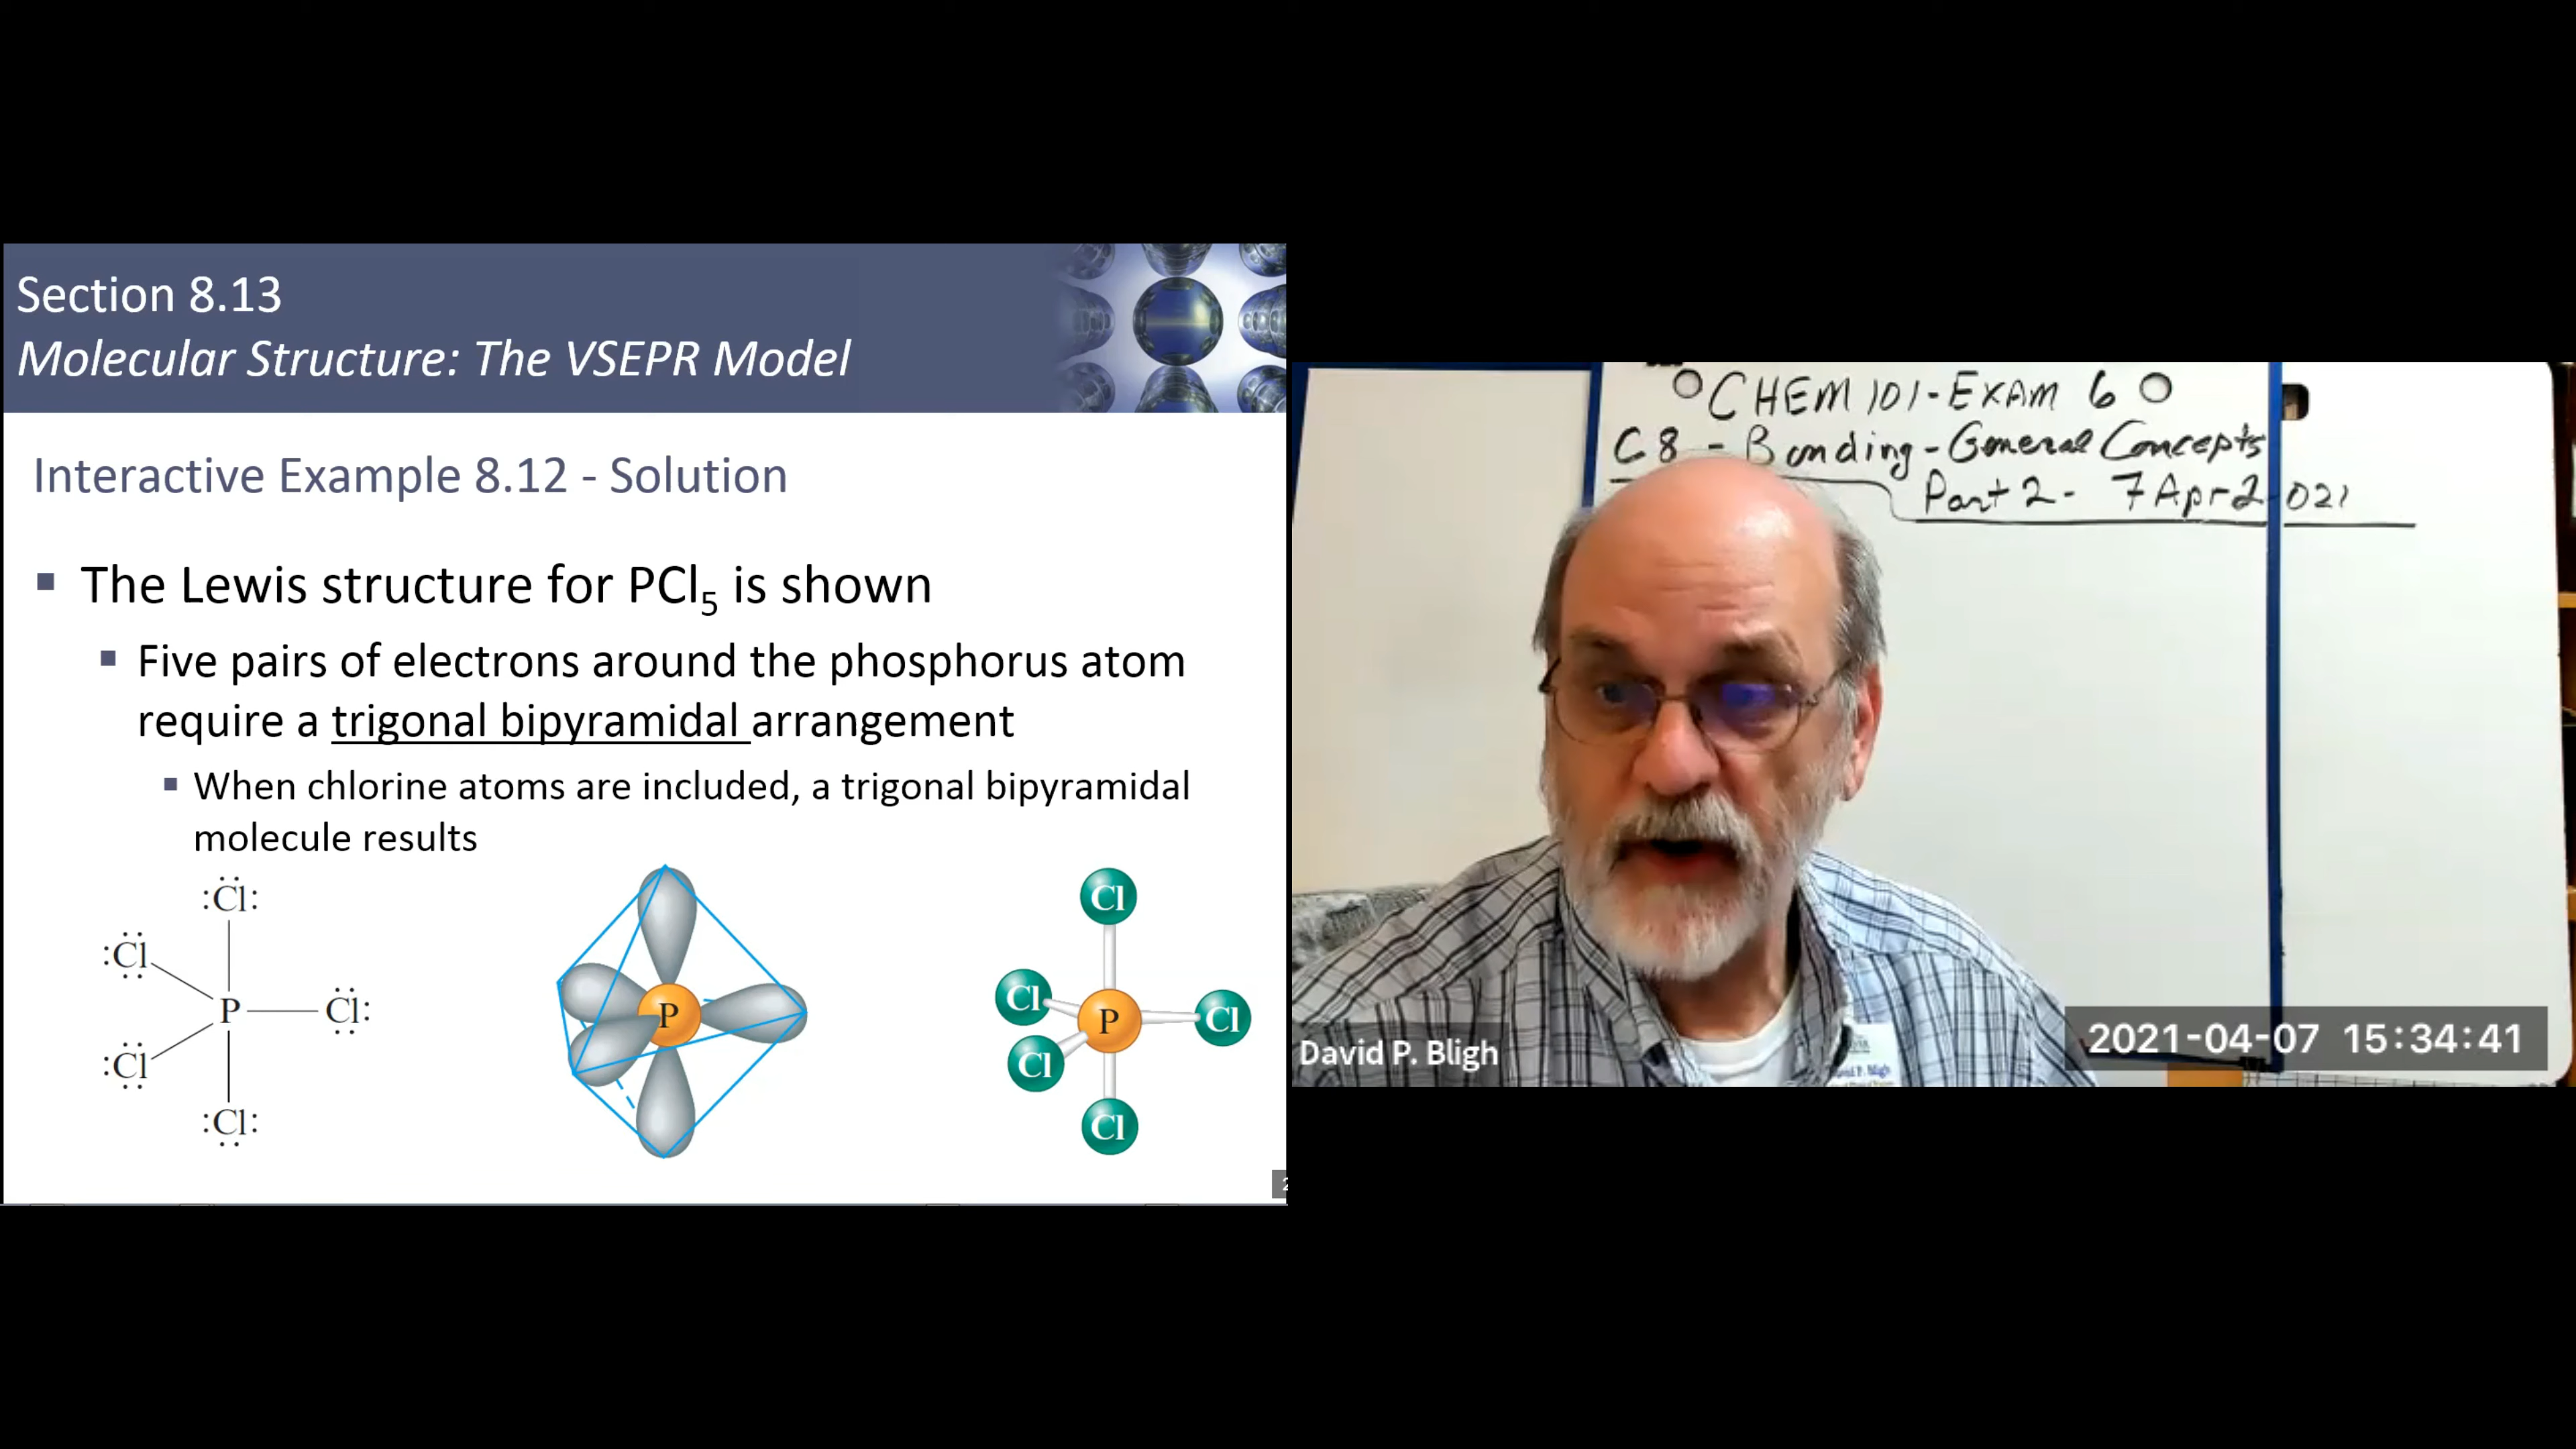 Section 8.13
Molecular Structure: The VSEPR Model
Interactive Example 8.12 - Solution
▪ The Lewis structure for PCl₅ is shown
▪ Five pairs of electrons around the phosphorus atom
require a trigonal bipyramidal arrangement
▪ When chlorine atoms are included, a trigonal bipyramidal
molecule results
:Cl:
:Cl
P
Cl:
:Cl
:Cl:
P
Cl
Cl
P
Cl
Cl
Cl
CHEM 101-EXAM 6
C8 - Bonding - General Concepts
Part 2 - 7 Apr 2021
David P. Bligh
2021-04-07 15:34:41